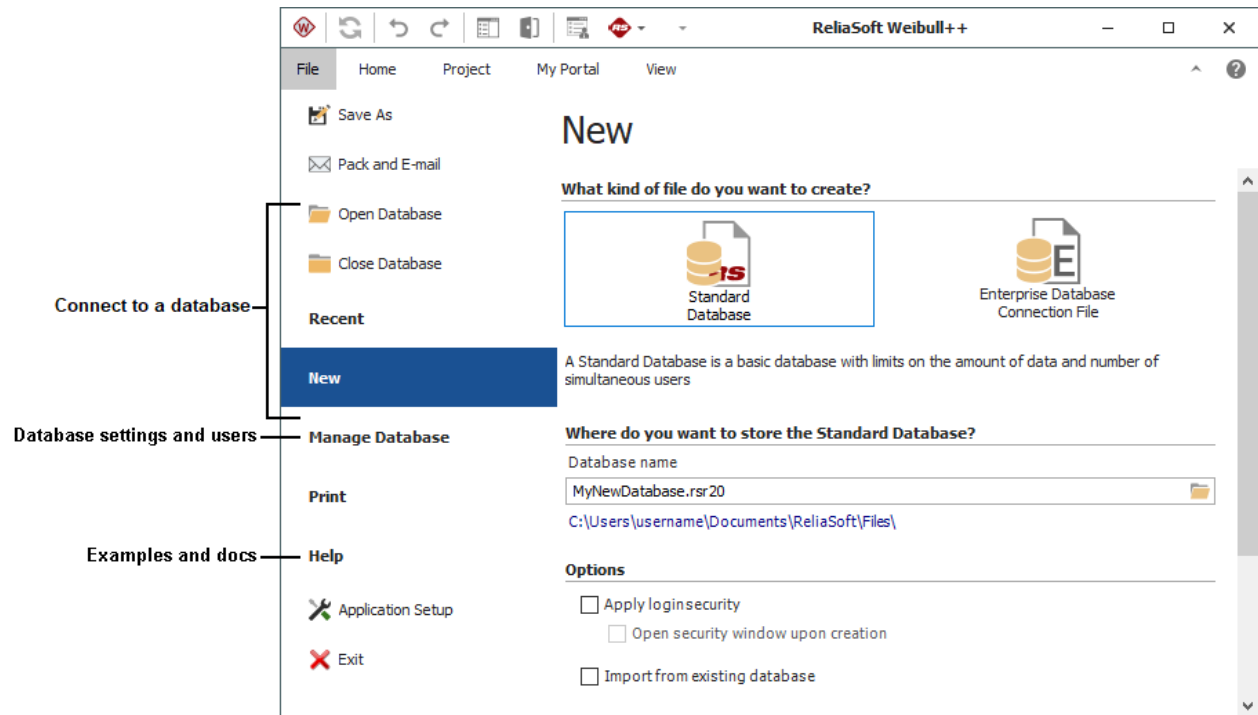 ReliaSoft Weibull++
File Home Project My Portal View
Save As
Pack and E-mail
Open Database
Close Database
Recent
New
Manage Database
Print
Help
Application Setup
Exit
Connect to a database
Database settings and users
Examples and docs
New
What kind of file do you want to create?
RS
Standard
Database
E
Enterprise Database
Connection File
A Standard Database is a basic database with limits on the amount of data and number of
simultaneous users
Where do you want to store the Standard Database?
Database name
MyNewDatabase.rsr20
C:\Users\username\Documents\ReliaSoft\Files\
Options
Apply login security
Open security window upon creation
Import from existing database